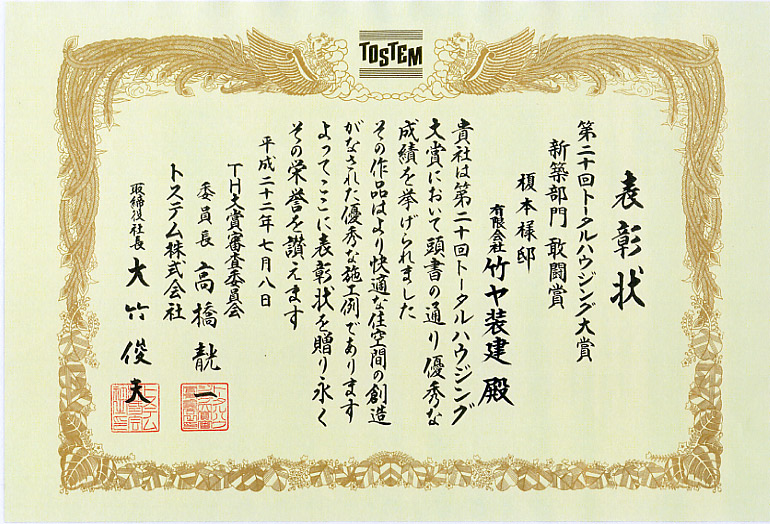 TOSTEM
表彰状
第二十回トータルハウジング大賞
新築部門 敢闘賞
榎本様邸
有限会社 竹ヤ装建 殿
貴社は第二十回トータルハウジング
大賞において頭書の通り優秀な
成績を挙げられました
その作品はより快適な住空間の創造
がなされた優秀な施工例であります
よってここに表彰状を贈り永く
その栄誉を讃えます
平成二十二年七月八日
TH大賞審査委員会
委員長 高橋 靗一
トステム株式会社
取締役社長 大竹俊夫